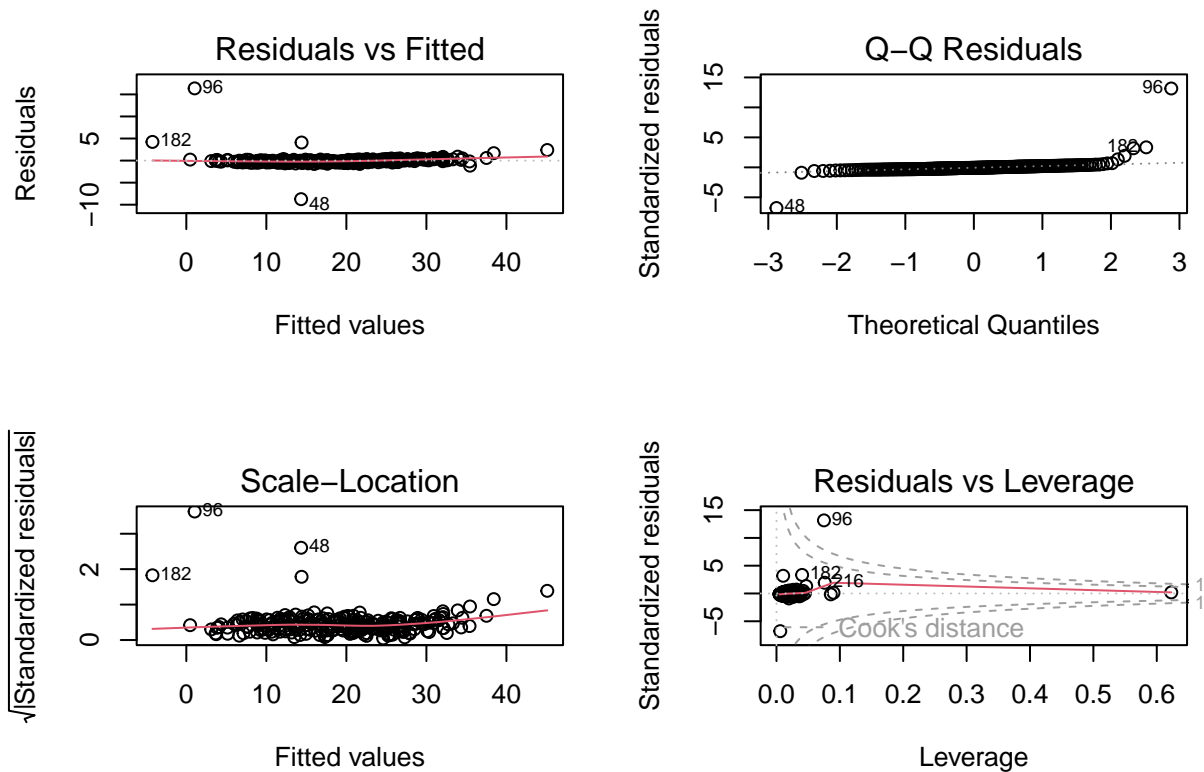 Residuals vs Fitted
Residuals
5
−10
96
182
48
0 10 20 30 40
Fitted values
Q−Q Residuals
Standardized residuals
15
5
−5
96
48
−3 −2 −1 0 1 2 3
Theoretical Quantiles
Scale−Location
√|Standardized residuals|
2
0
96
48
182
0 10 20 30 40
Fitted values
Residuals vs Leverage
Standardized residuals
15
5
−5
96
182
216
1
Cook's distance
0.0 0.1 0.2 0.3 0.4 0.5 0.6
Leverage